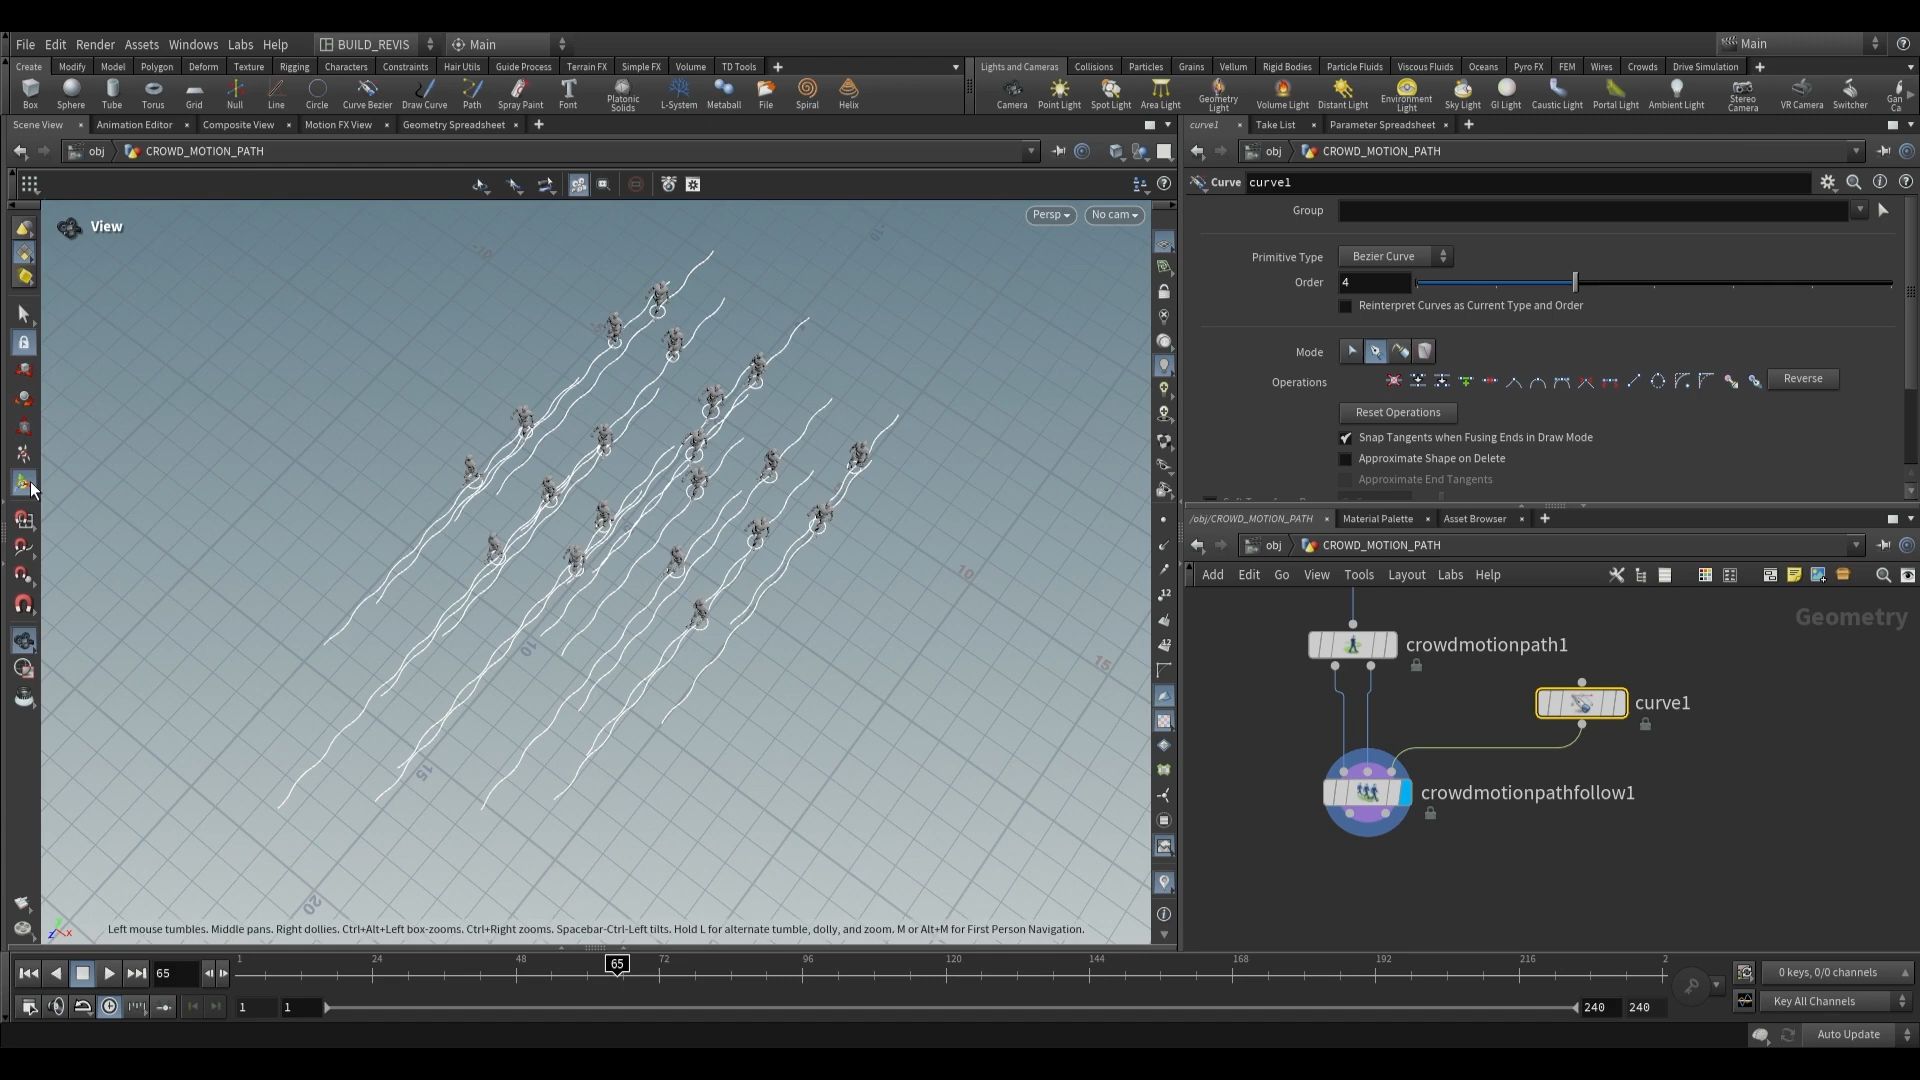 File Edit Render Assets Windows Labs Help BUILD_REVIS Main Main
Create Modify Model Polygon Deform Texture Rigging Characters Constraints Hair Utils Guide Process Terrain FX Simple FX Volume TD Tools
Lights and Cameras Collisions Particles Grains Vellum Rigid Bodies Particle Fluids Viscous Fluids Oceans Pyro FX FEM Wires Crowds Drive Simulation
Box Sphere Tube Torus Grid Null Line Circle Curve Bezier Draw Curve Path Spray Paint Font Platonic Solids L-System Metaball File Spiral Helix
Camera Point Light Spot Light Area Light Geometry Light Volume Light Distant Light Environment Light Sky Light GI Light Caustic Light Portal Light Ambient Light Stereo Camera VR Camera Switcher Gan Ca
Scene View Animation Editor Composite View Motion FX View Geometry Spreadsheet
curve1 Take List Parameter Spreadsheet
obj CROWD_MOTION_PATH
obj CROWD_MOTION_PATH
Curve curve1
View
Persp No cam
Group
Primitive Type Bezier Curve
Order 4
Reinterpret Curves as Current Type and Order
Mode
Operations Reverse
Reset Operations
Snap Tangents when Fusing Ends in Draw Mode
Approximate Shape on Delete
Approximate End Tangents
/obj/CROWD_MOTION_PATH Material Palette Asset Browser
obj CROWD_MOTION_PATH
Add Edit Go View Tools Layout Labs Help
Geometry
crowdmotionpath1
curve1
crowdmotionpathfollow1
10
10
15
15
20
12
42
Left mouse tumbles. Middle pans. Right dollies. Ctrl+Alt+Left box-zooms. Ctrl+Right zooms. Spacebar-Ctrl-Left tilts. Hold L for alternate tumble, dolly, and zoom. M or Alt+M for First Person Navigation.
65
1 24 48 65 72 96 120 144 168 192 216 2
0 keys, 0/0 channels
1 1 240 240
Key All Channels
Auto Update